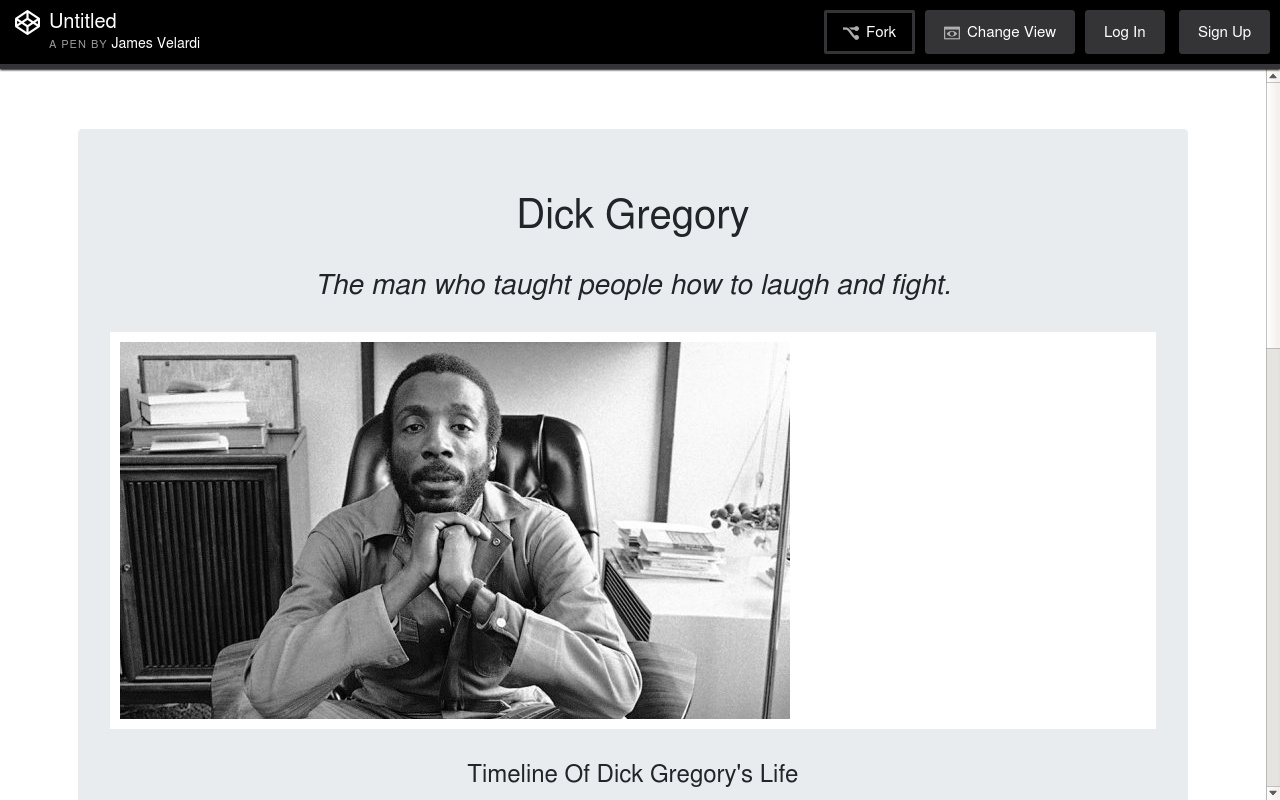 Untitled
A PEN BY James Velardi
Fork
Change View
Log In
Sign Up
Dick Gregory
The man who taught people how to laugh and fight.
Timeline Of Dick Gregory's Life